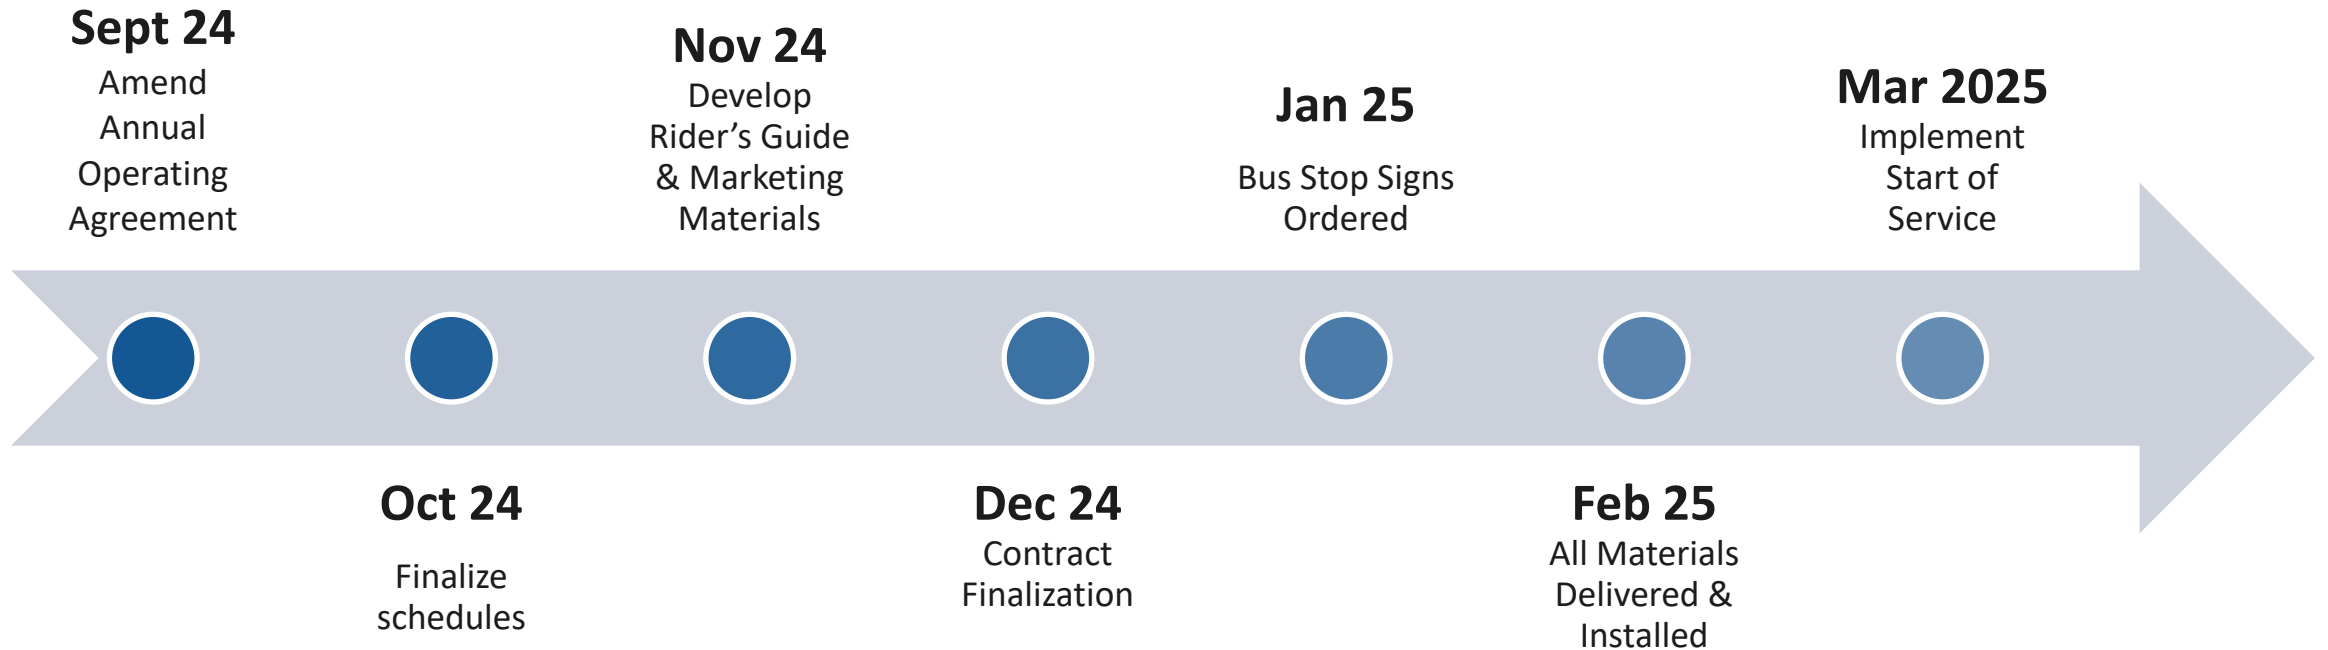 Sept 24
Amend
Annual
Operating
Agreement
Oct 24
Finalize
schedules
Nov 24
Develop
Rider’s Guide
& Marketing
Materials
Dec 24
Contract
Finalization
Jan 25
Bus Stop Signs
Ordered
Feb 25
All Materials
Delivered &
Installed
Mar 2025
Implement
Start of
Service